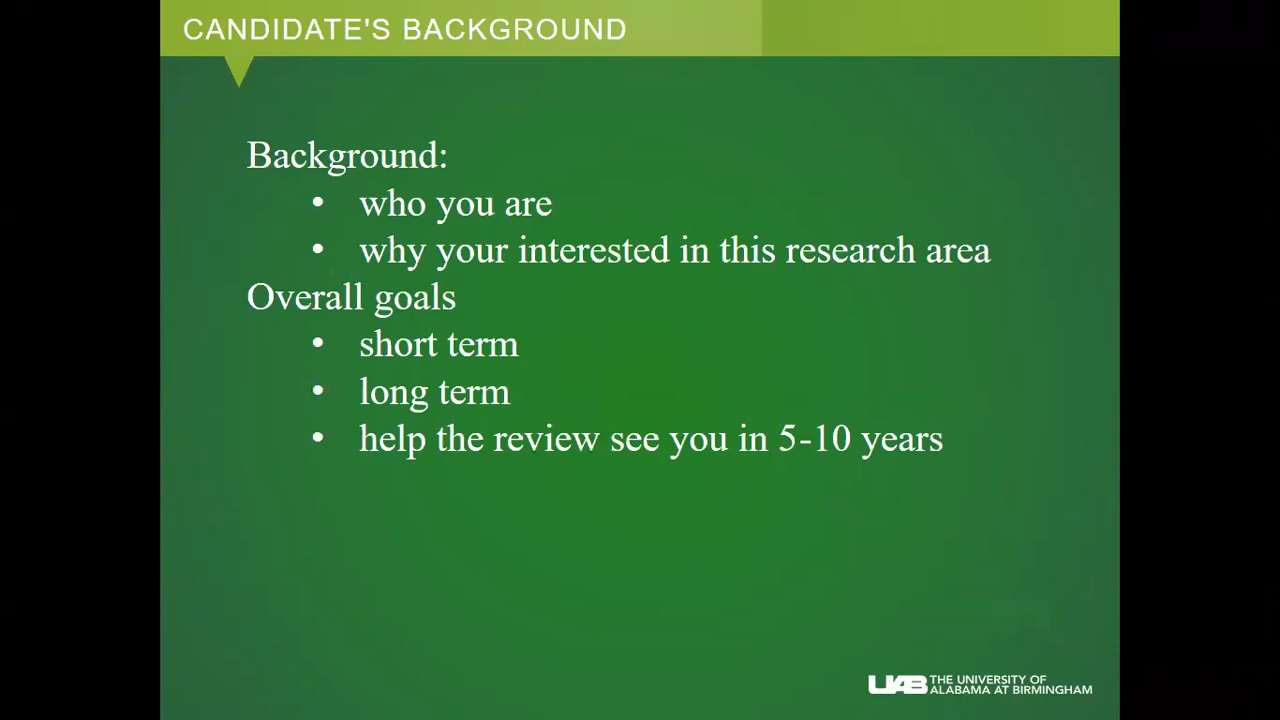 CANDIDATE'S BACKGROUND
Background:
• who you are
• why your interested in this research area
Overall goals
• short term
• long term
• help the review see you in 5-10 years
UAB THE UNIVERSITY OF
ALABAMA AT BIRMINGHAM